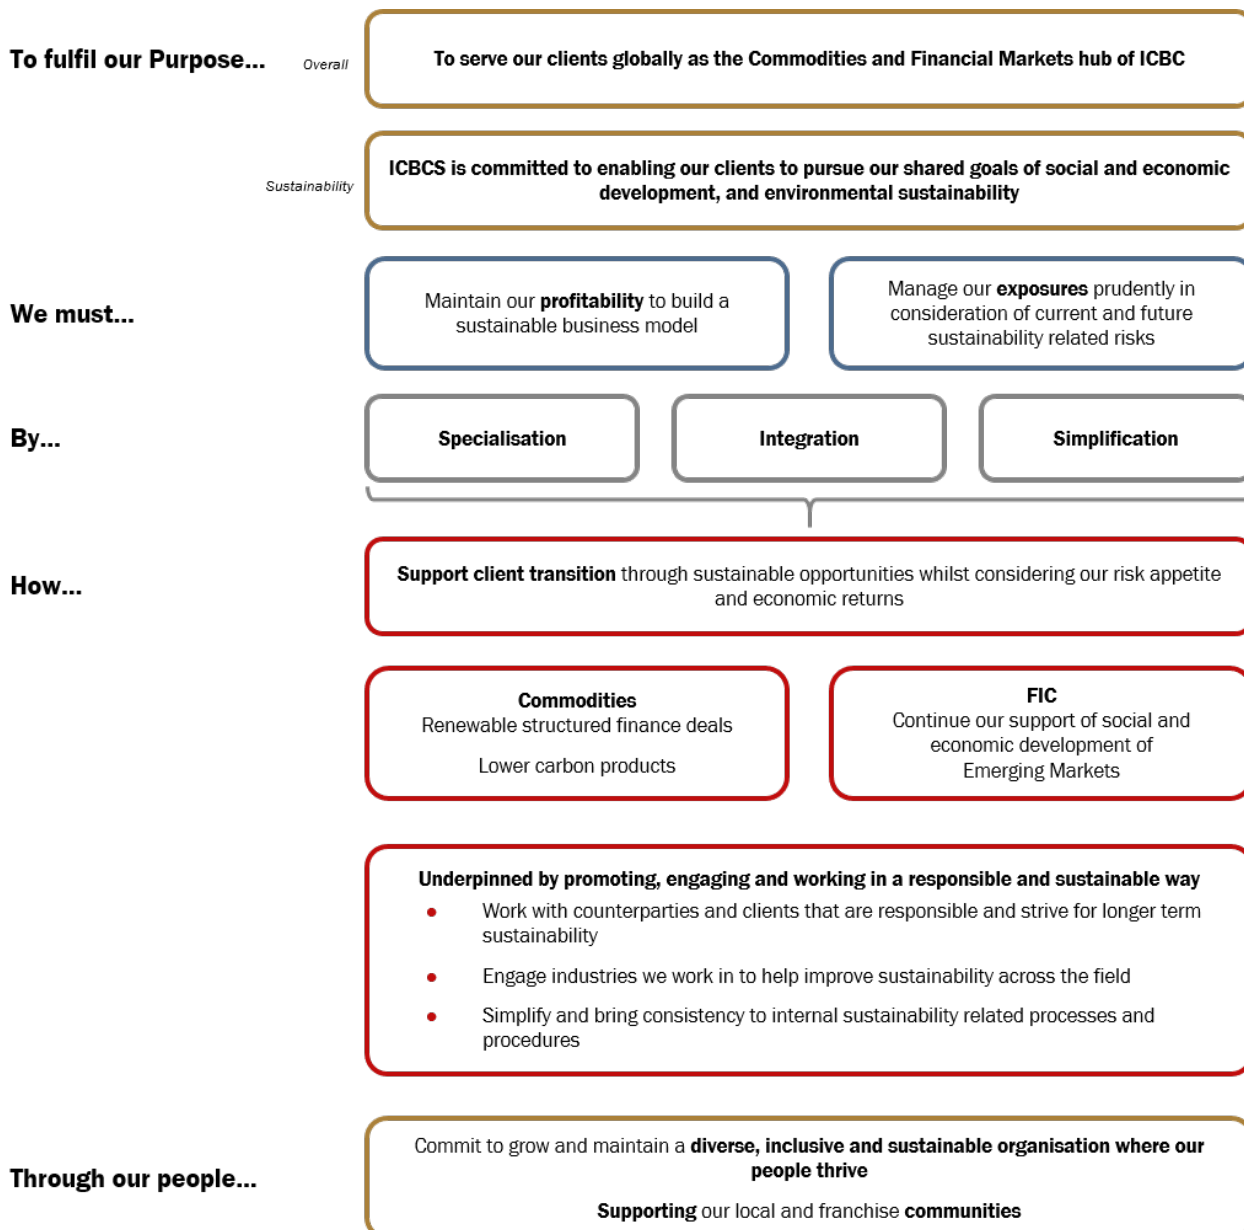 To fulfil our Purpose...
Overall
To serve our clients globally as the Commodities and Financial Markets hub of ICBC
Sustainability
ICBCS is committed to enabling our clients to pursue our shared goals of social and economic
development, and environmental sustainability
We must...
Maintain our profitability to build a
sustainable business model
Manage our exposures prudently in
consideration of current and future
sustainability related risks
By...
Specialisation
Integration
Simplification
How...
Support client transition through sustainable opportunities whilst considering our risk appetite
and economic returns
Commodities
Renewable structured finance deals
Lower carbon products
FIC
Continue our support of social and
economic development of
Emerging Markets
Underpinned by promoting, engaging and working in a responsible and sustainable way
• Work with counterparties and clients that are responsible and strive for longer term
sustainability
• Engage industries we work in to help improve sustainability across the field
• Simplify and bring consistency to internal sustainability related processes and
procedures
Through our people...
Commit to grow and maintain a diverse, inclusive and sustainable organisation where our
people thrive
Supporting our local and franchise communities